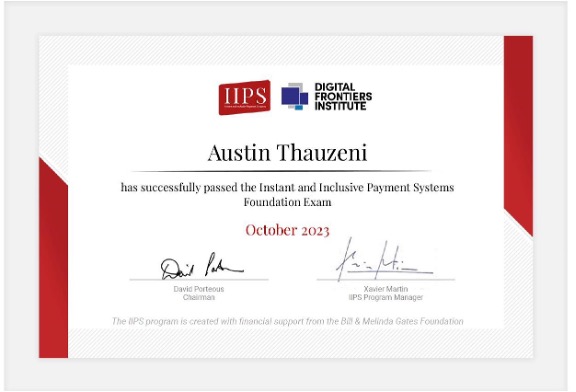 IIPS
DIGITAL
FRONTIERS
INSTITUTE
Austin Thauzeni
has successfully passed the Instant and Inclusive Payment Systems
Foundation Exam
October 2023
David Porteous
Chairman
Xavier Martin
IIPS Program Manager
The IIPS program is created with financial support from the Bill & Melinda Gates Foundation